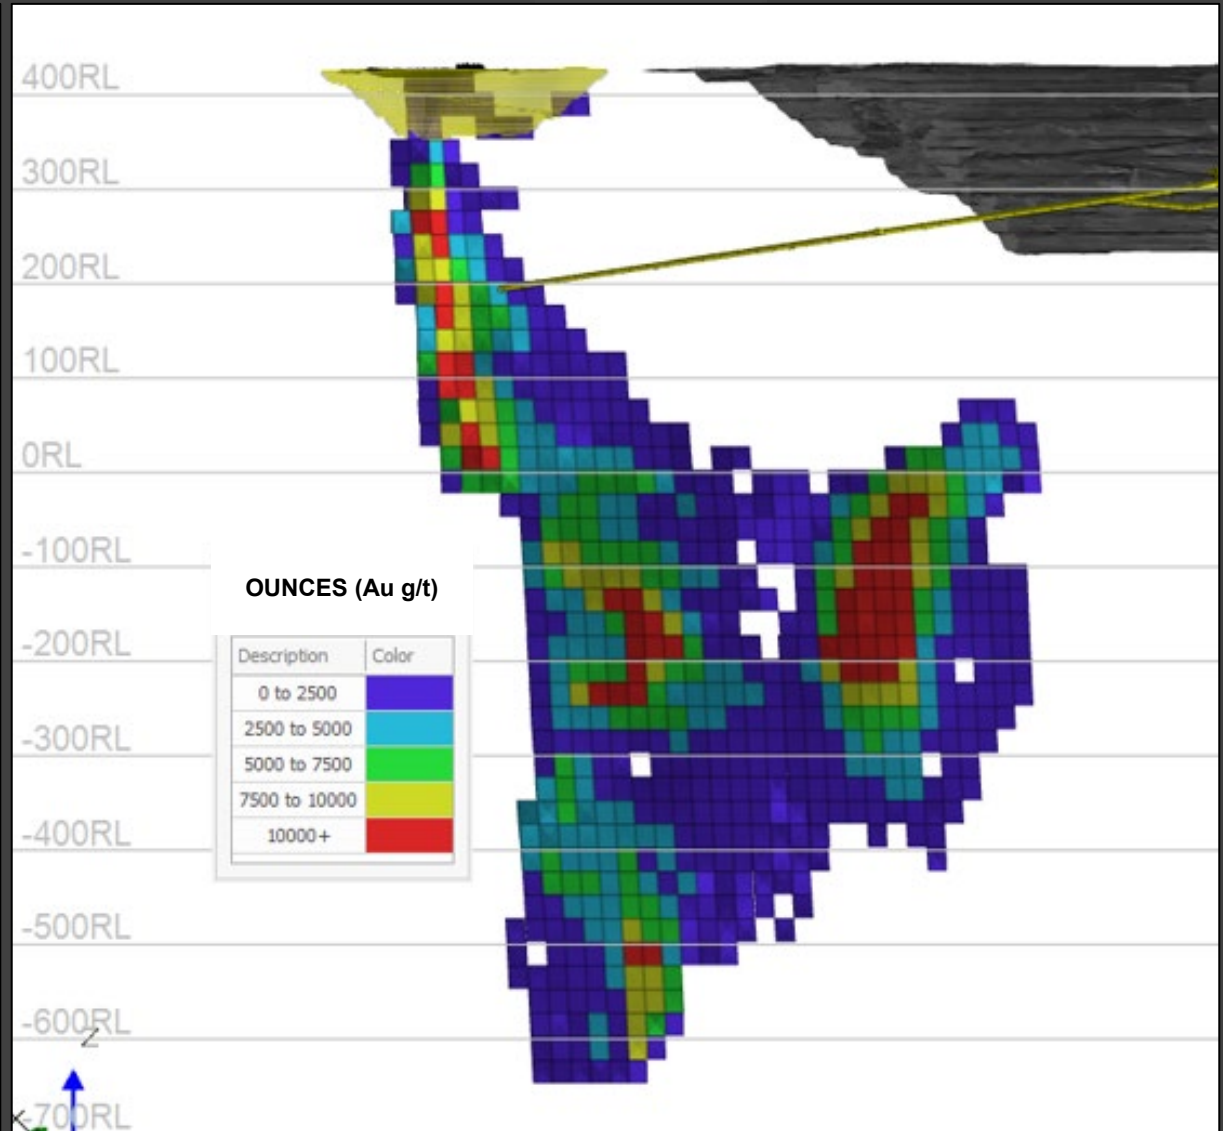 400RL
300RL
200RL
100RL
0RL
-100RL
OUNCES (Au g/t)
-200RL
Description Color
0 to 2500
2500 to 5000
-300RL
5000 to 7500
7500 to 10000
-400RL
10000+
-500RL
-600RL
Z
-700RL
X